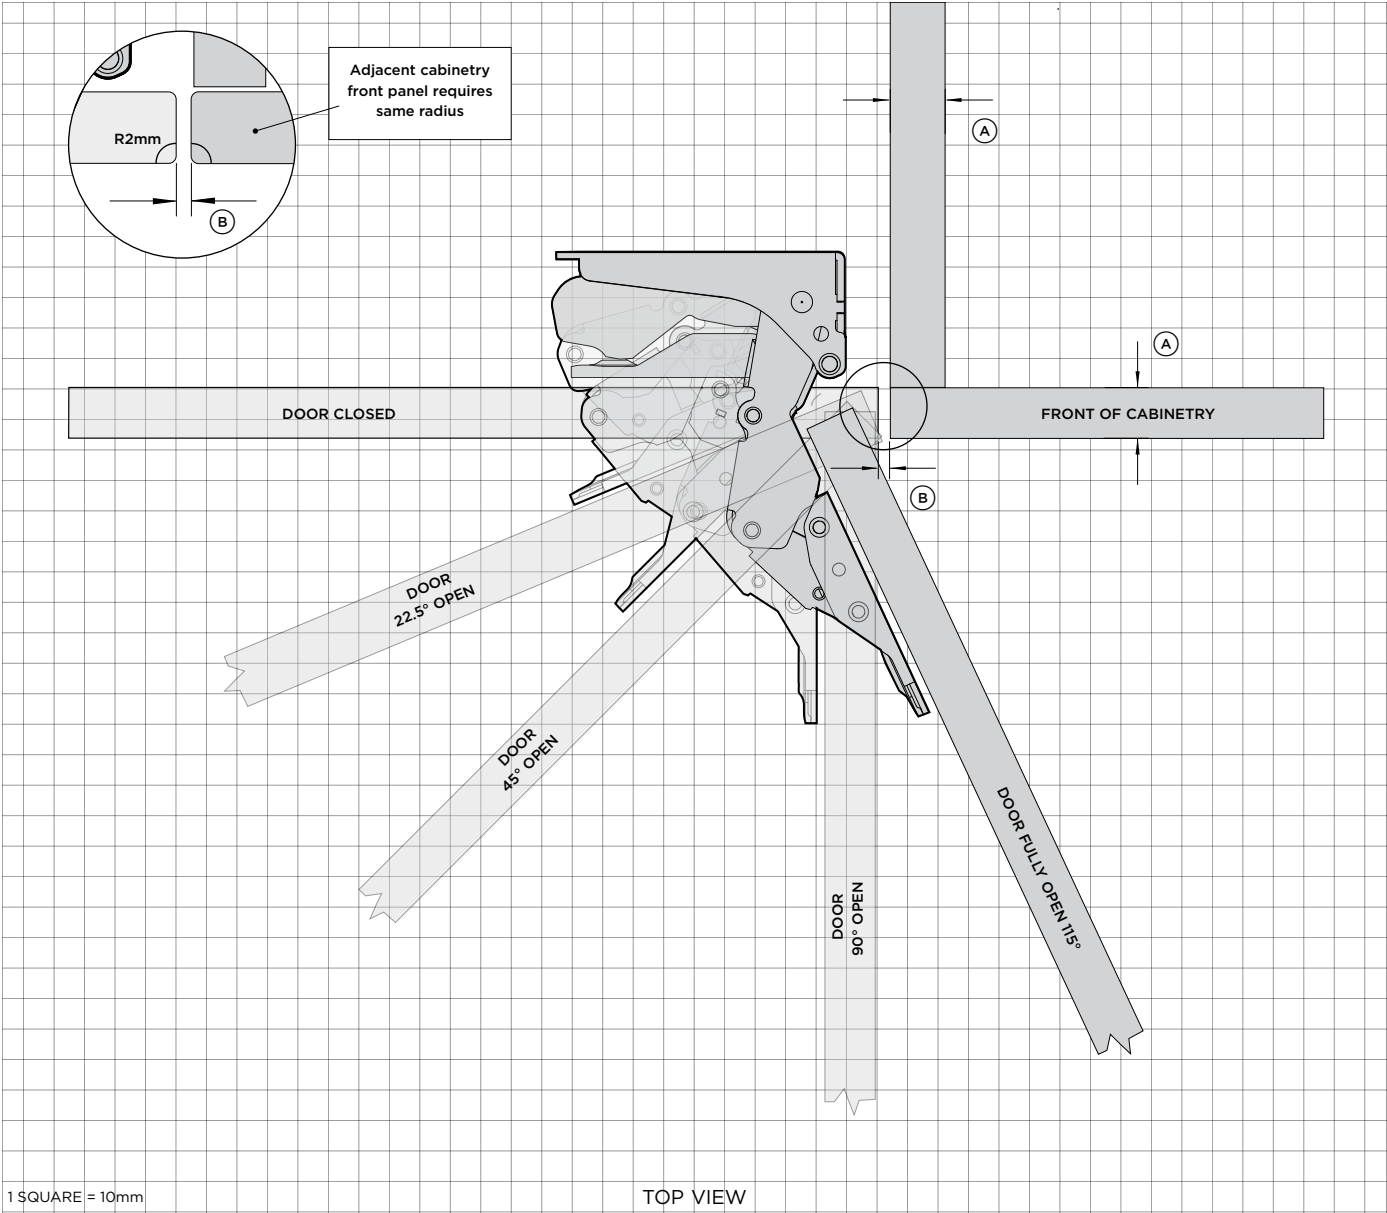 Adjacent cabinetry
front panel requires
same radius
R2mm
B
A
A
DOOR CLOSED
FRONT OF CABINETRY
B
DOOR
22.5° OPEN
DOOR
45° OPEN
DOOR
90° OPEN
DOOR FULLY OPEN 115°
1 SQUARE = 10mm
TOP VIEW